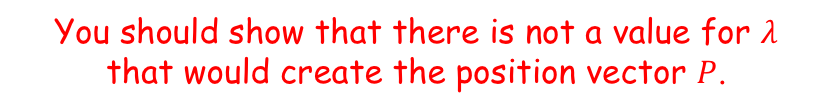 You should show that there is not a value for λ
that would create the position vector P.